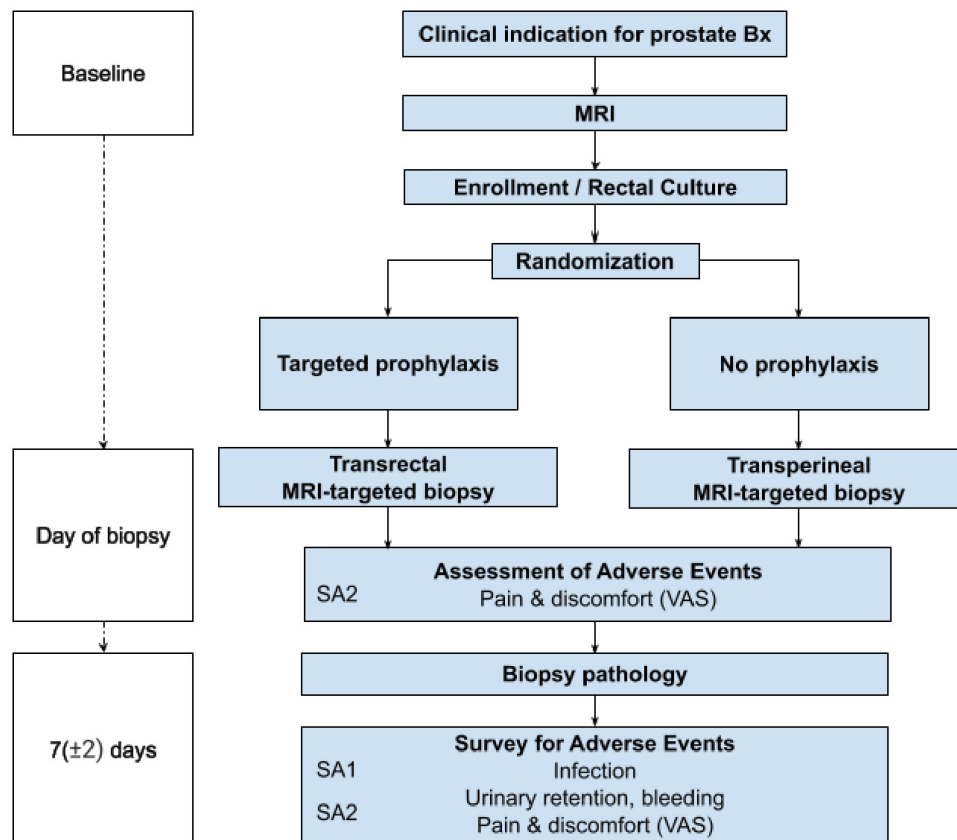 Baseline
Clinical indication for prostate Bx
MRI
Enrollment / Rectal Culture
Randomization
Targeted prophylaxis
No prophylaxis
Transrectal
MRI-targeted biopsy
Transperineal
MRI-targeted biopsy
Day of biopsy
Assessment of Adverse Events
SA2 Pain & discomfort (VAS)
Biopsy pathology
7(±2) days
Survey for Adverse Events
SA1 Infection
Urinary retention, bleeding
SA2
Pain & discomfort (VAS)